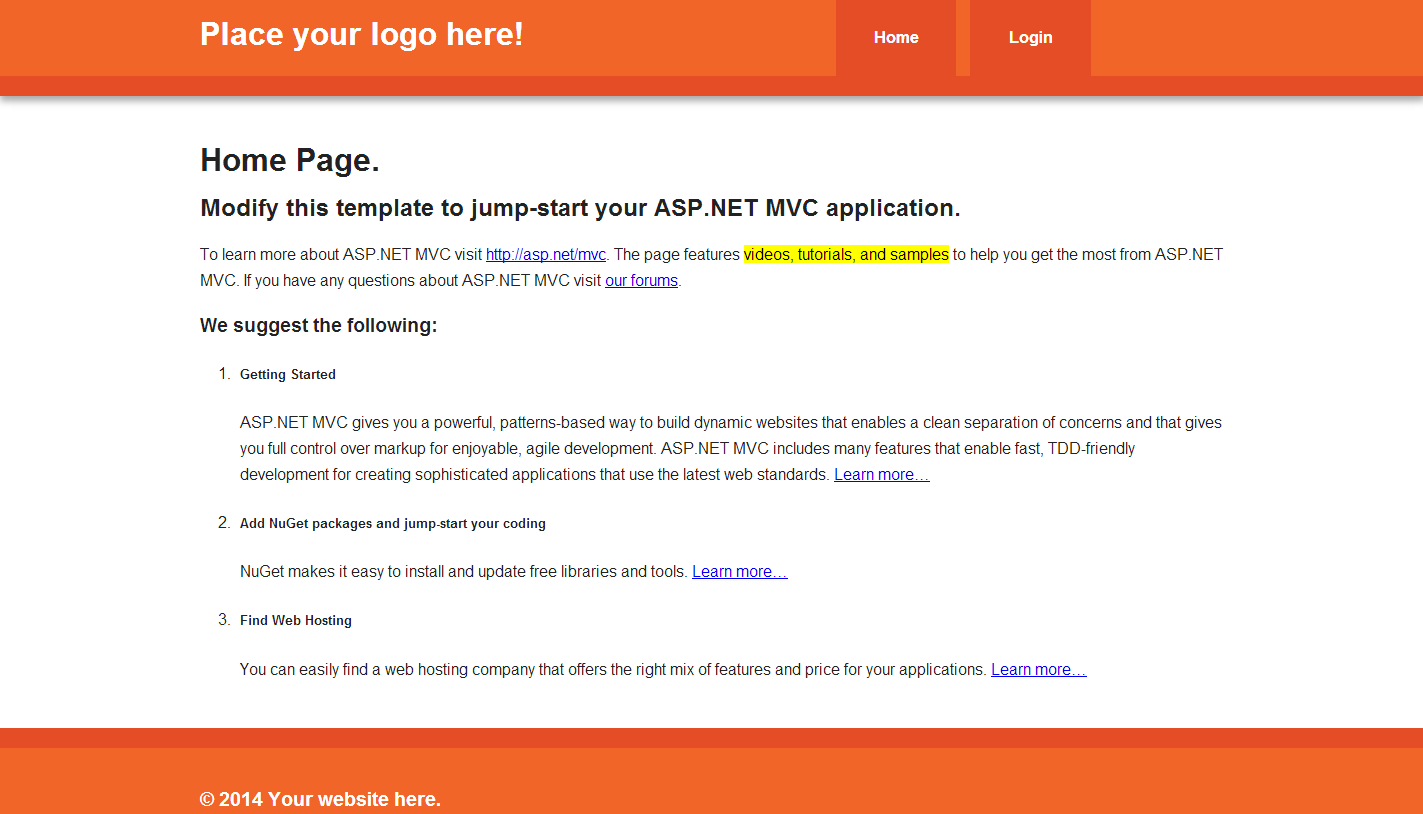 Place your logo here!
Home
Login
Home Page.
Modify this template to jump-start your ASP.NET MVC application.
To learn more about ASP.NET MVC visit http://asp.net/mvc. The page features videos, tutorials, and samples to help you get the most from ASP.NET
MVC. If you have any questions about ASP.NET MVC visit our forums.
We suggest the following:
1. Getting Started
ASP.NET MVC gives you a powerful, patterns-based way to build dynamic websites that enables a clean separation of concerns and that gives
you full control over markup for enjoyable, agile development. ASP.NET MVC includes many features that enable fast, TDD-friendly
development for creating sophisticated applications that use the latest web standards. Learn more…
2. Add NuGet packages and jump-start your coding
NuGet makes it easy to install and update free libraries and tools. Learn more…
3. Find Web Hosting
You can easily find a web hosting company that offers the right mix of features and price for your applications. Learn more…
© 2014 Your website here.